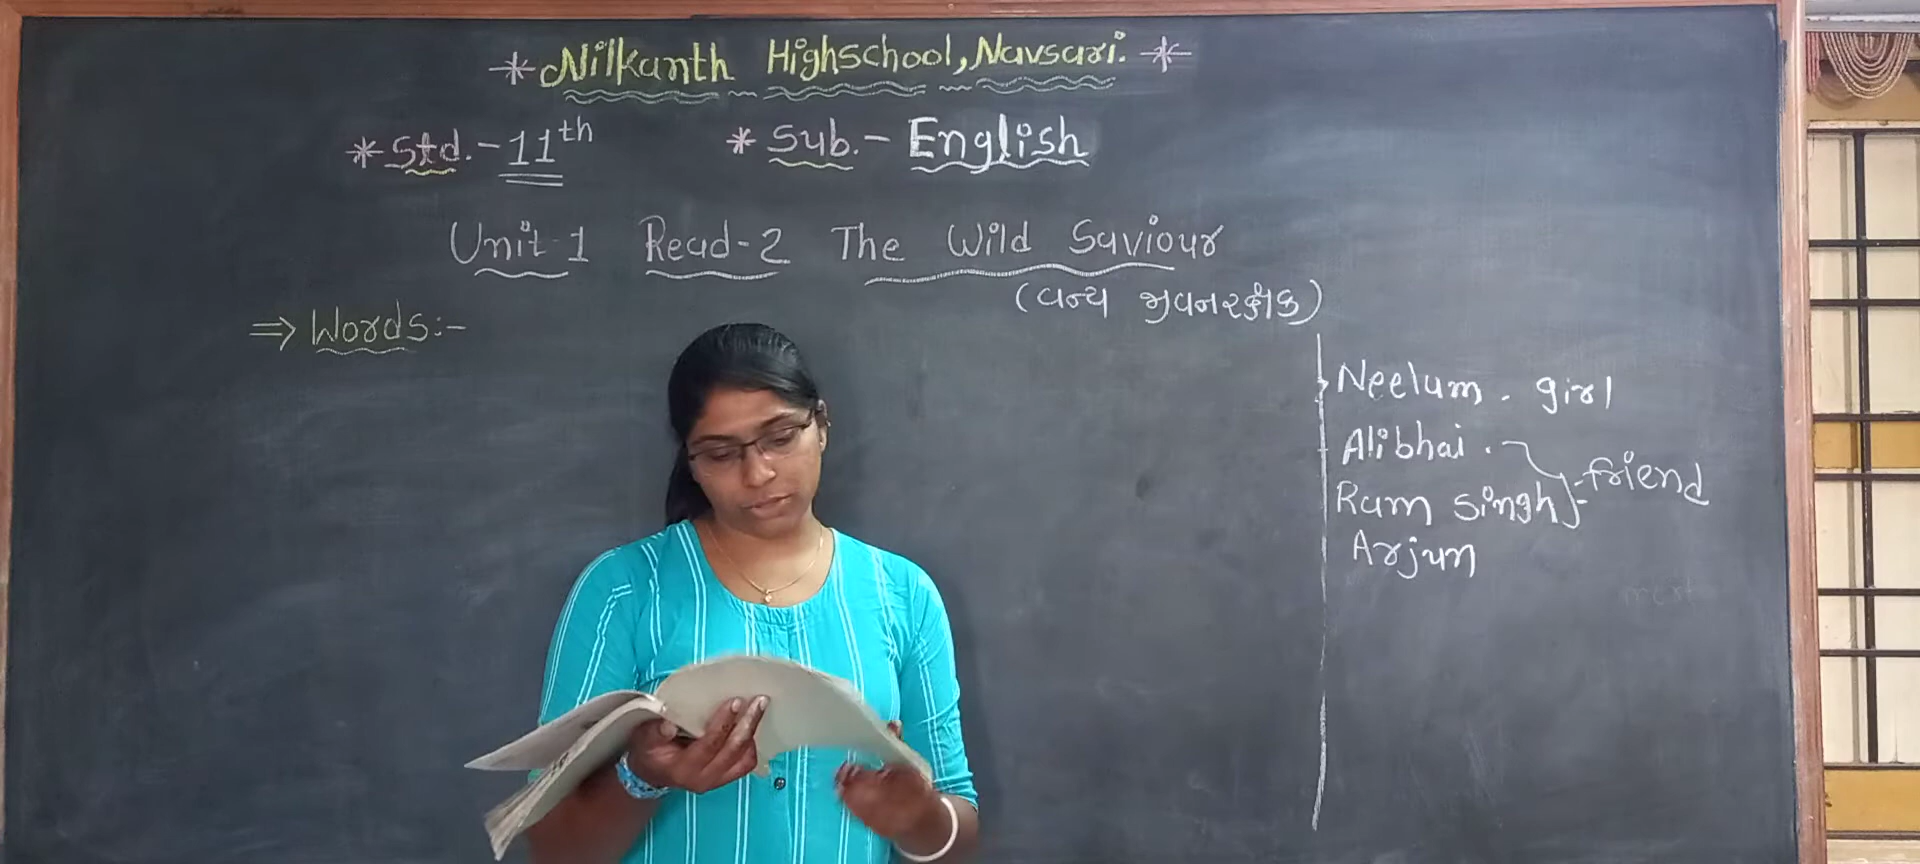 * Nilkanth Highschool, Navsari. *
* Std.- 11th * Sub.- English
Unit-1 Read-2 The Wild Saviour
(વન્ય જીવનરક્ષક)
⇒ Words:-
Neelum . girl
Alibhai .
Ram Singh - friend
Arjun